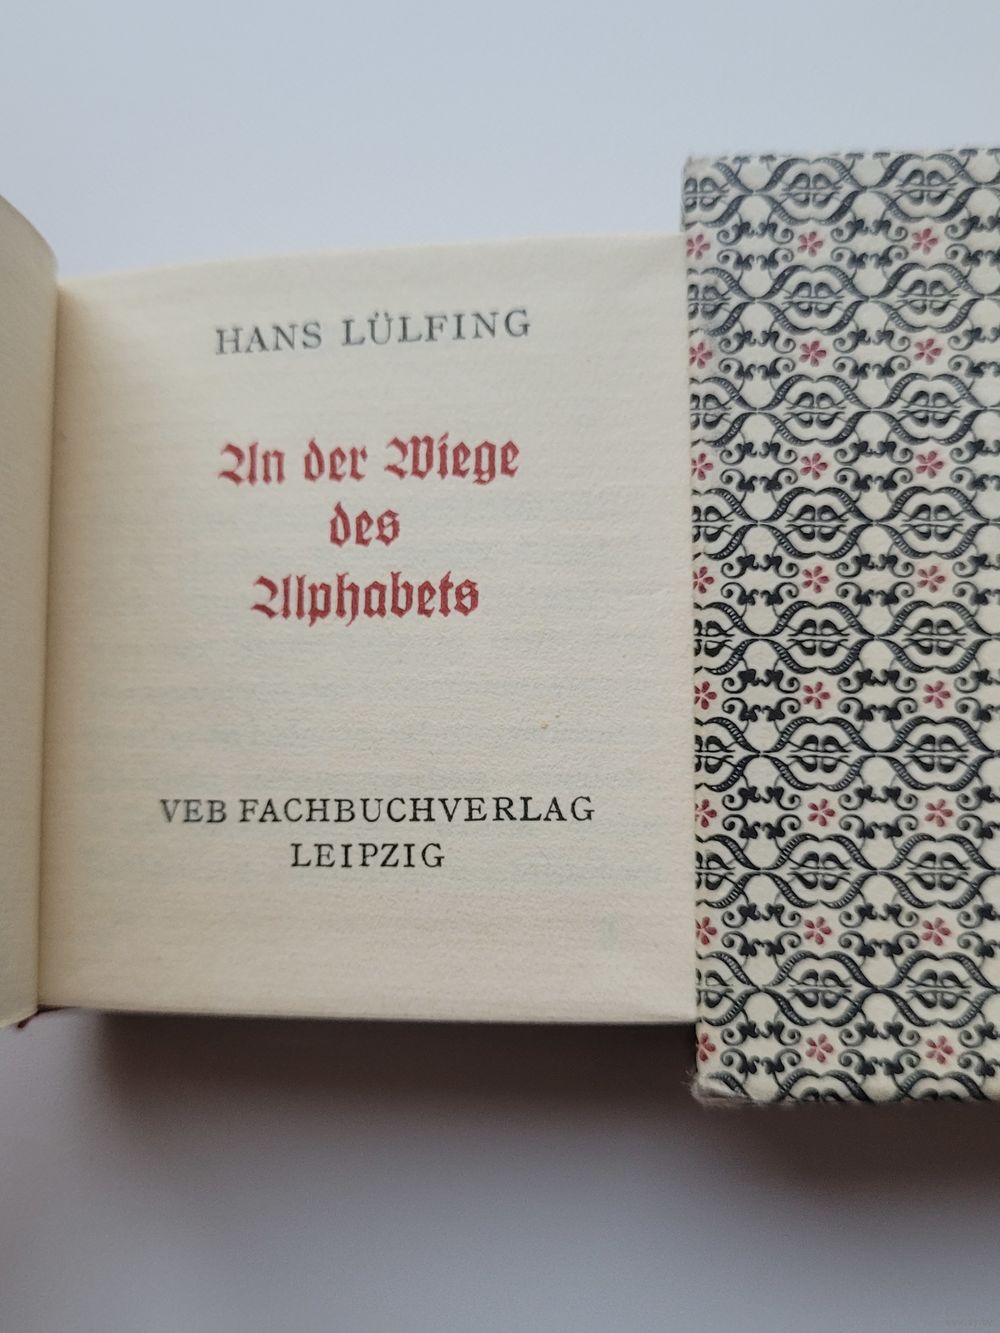 HANS LÜLFING
An der Wiege
des
Alphabets
VEB FACHBUCHVERLAG
LEIPZIG